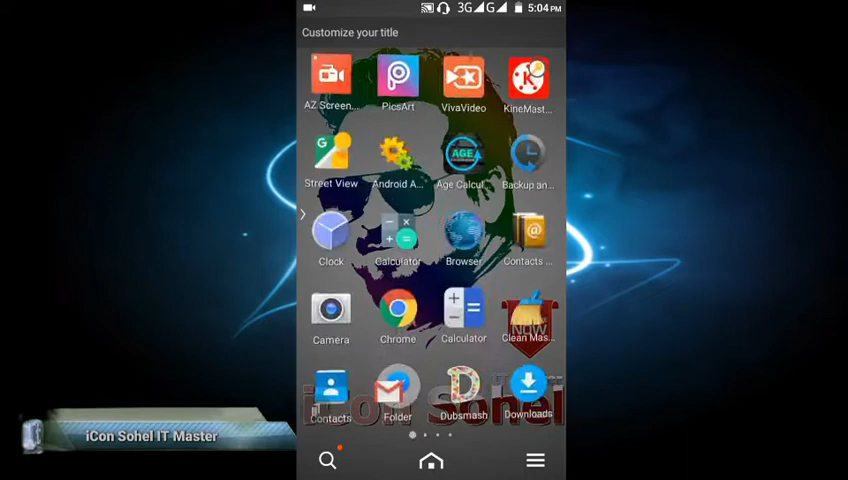 3G G 5:04 PM
Customize your title
AZ Screen... PicsArt VivaVideo KineMast...
Street View Android A... Age Calcul... Backup an...
AGE
Clock Calculator Browser Contacts ...
Camera Chrome Calculator Clean Mas...
NOW
Contacts Folder Dubsmash Downloads
iCon Sohel
iCon Sohel IT Master